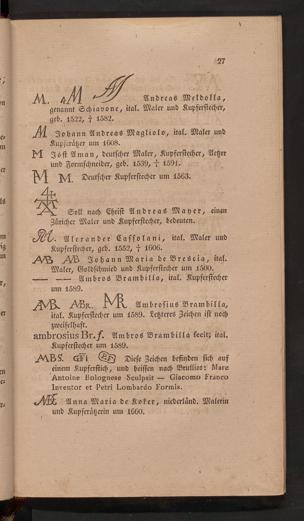 27
M. 4M AM Andreas Meldolla,
genannt Schiavone, ital. Maler und Kupferstecher,
geb. 1522, † 1582.
M Johann Andreas Magliolo, ital. Maler und
Kupferätzer um 1608.
M Jost Aman, deutscher Maler, Kupferstecher, Aetzer
und Formschneider, geb. 1539, † 1591.
M M. Deutscher Kupferstecher um 1563.
Soll nach Christ Andreas Mayer, einen
Züricher Maler und Kupferstecher, bedeuten.
Alexander Cassolani, ital. Maler und
Kupferstecher, geb. 1552, † 1606.
AB AB Johann Maria de Brescia, ital.
Maler, Goldschmied und Kupferstecher um 1500.
— — Ambros Brambilla, ital. Kupferstecher
um 1589.
AMB. ABR. MR Ambrosius Brambilla,
ital. Kupferstecher um 1589. Letzteres Zeichen ist noch
zweifelhaft.
ambrosius Br. f. Ambros Brambilla fecit; ital.
Kupferstecher um 1589.
AMBS. Diese Zeichen befinden sich auf
einem Kupferstich, und heissen nach Brulliot: Marc
Antoine Bolognese Sculpsit — Giacomo Franco
Inventor et Petri Lombardo Formis.
Anna Maria de Koker, niederländ. Malerin
und Kupferätzerin um 1660.